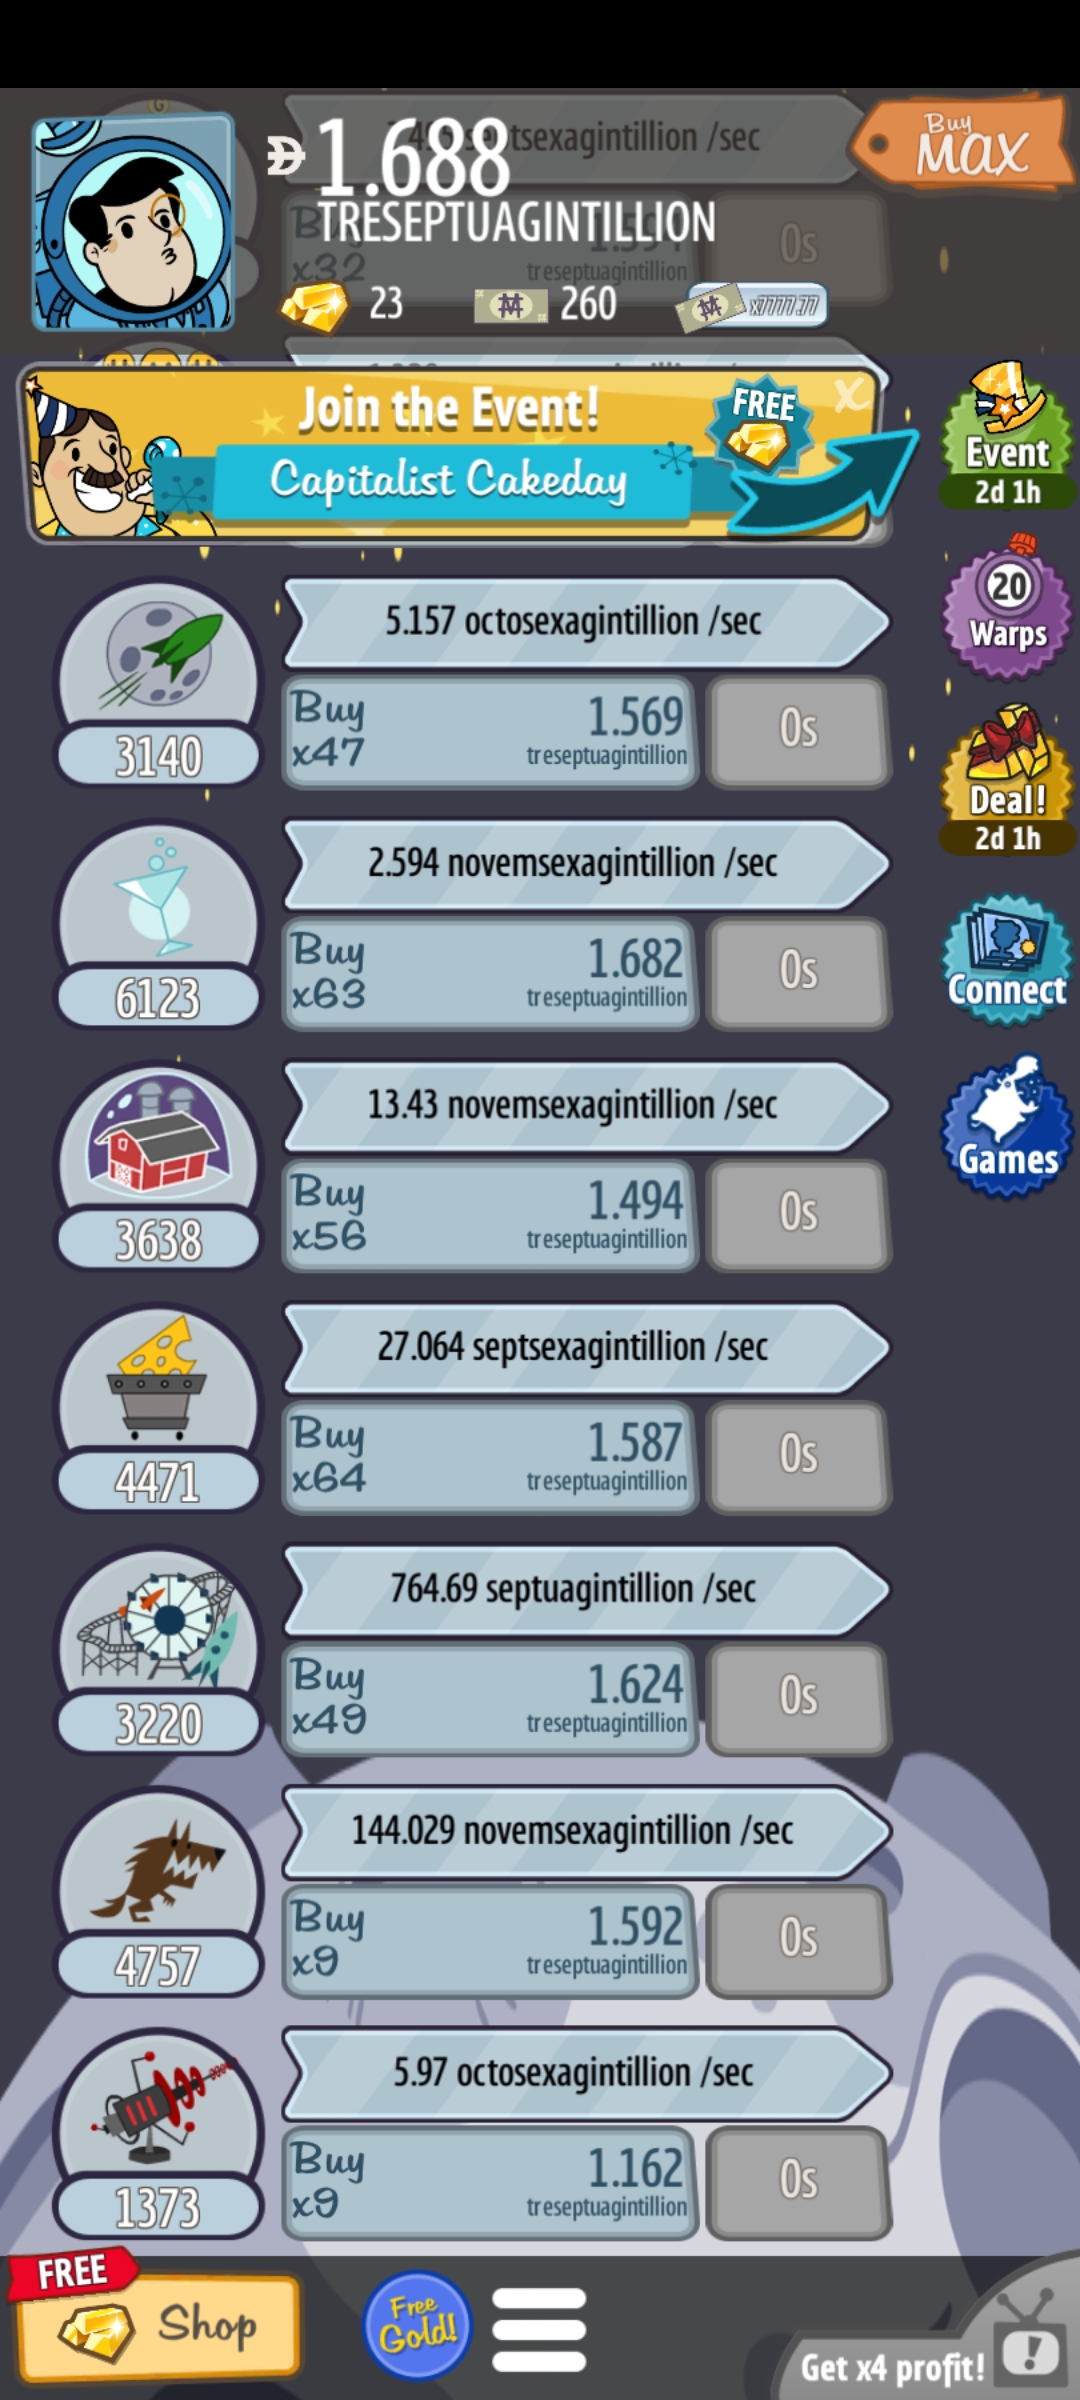 1.688
Buy
MAX
TRESEPTUAGINTILLION
Buy
x32
treseptuagintillion
0s
23
260
x7777.77
Join the Event!
FREE
X
Capitalist Cakeday
Event
2d 1h
20
Warps
Deal!
2d 1h
Connect
Games
5.157 octosexagintillion /sec
Buy
x47
1.569
treseptuagintillion
0s
3140
2.594 novemsexagintillion /sec
Buy
x63
1.682
treseptuagintillion
0s
6123
13.43 novemsexagintillion /sec
Buy
x56
1.494
treseptuagintillion
0s
3638
27.064 septsexagintillion /sec
Buy
x64
1.587
treseptuagintillion
0s
4471
764.69 septuagintillion /sec
Buy
x49
1.624
treseptuagintillion
0s
3220
144.029 novemsexagintillion /sec
Buy
x9
1.592
treseptuagintillion
0s
4757
5.97 octosexagintillion /sec
Buy
x9
1.162
treseptuagintillion
0s
1373
FREE
Shop
Free
Gold!
Get x4 profit!